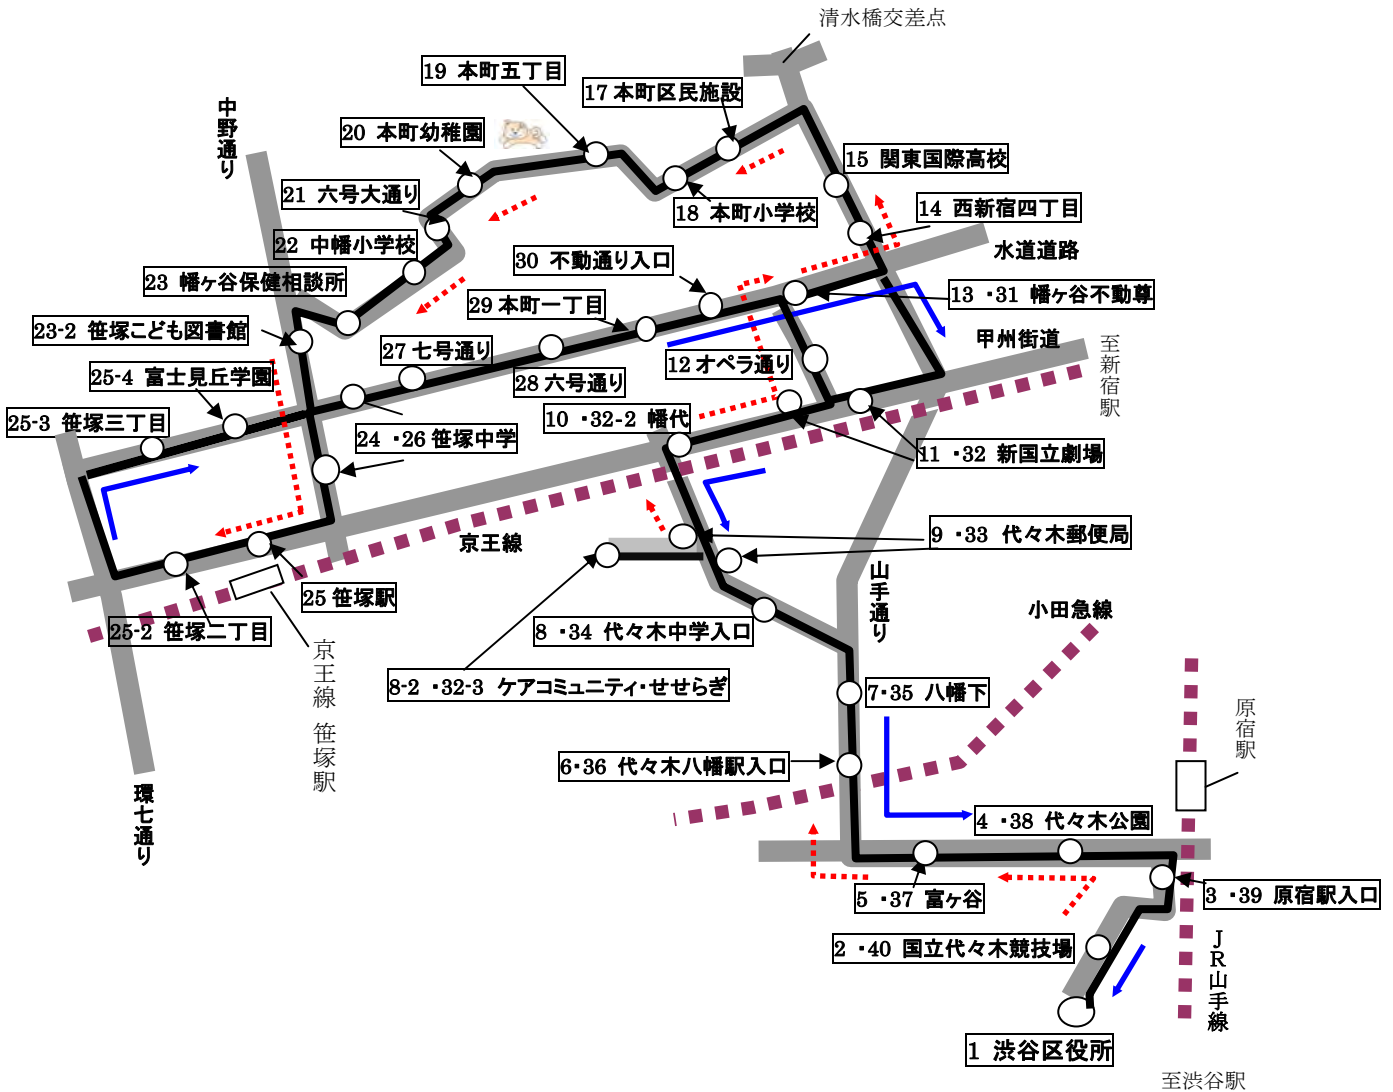 清水橋交差点
19 本町五丁目
17 本町区民施設
中野通り
20 本町幼稚園
15 関東国際高校
21 六号大通り
18 本町小学校
14 西新宿四丁目
22 中幡小学校
30 不動通り入口
水道道路
23 幡ヶ谷保健相談所
29 本町一丁目
13 ・31 幡ヶ谷不動尊
23-2 笹塚こども図書館
27 七号通り
12 オペラ通り
甲州街道
至新宿駅
25-4 富士見丘学園
28 六号通り
25-3 笹塚三丁目
10 ・32-2 幡代
24 ・26 笹塚中学
11 ・32 新国立劇場
京王線
9 ・33 代々木郵便局
25 笹塚駅
山手通り
小田急線
25-2 笹塚二丁目
8 ・34 代々木中学入口
京王線 笹塚駅
8-2 ・32-3 ケアコミュニティ・せせらぎ
7・35 八幡下
原宿駅
6・36 代々木八幡駅入口
環七通り
4 ・38 代々木公園
5 ・37 富ヶ谷
3 ・39 原宿駅入口
2 ・40 国立代々木競技場
JR山手線
1 渋谷区役所
至渋谷駅